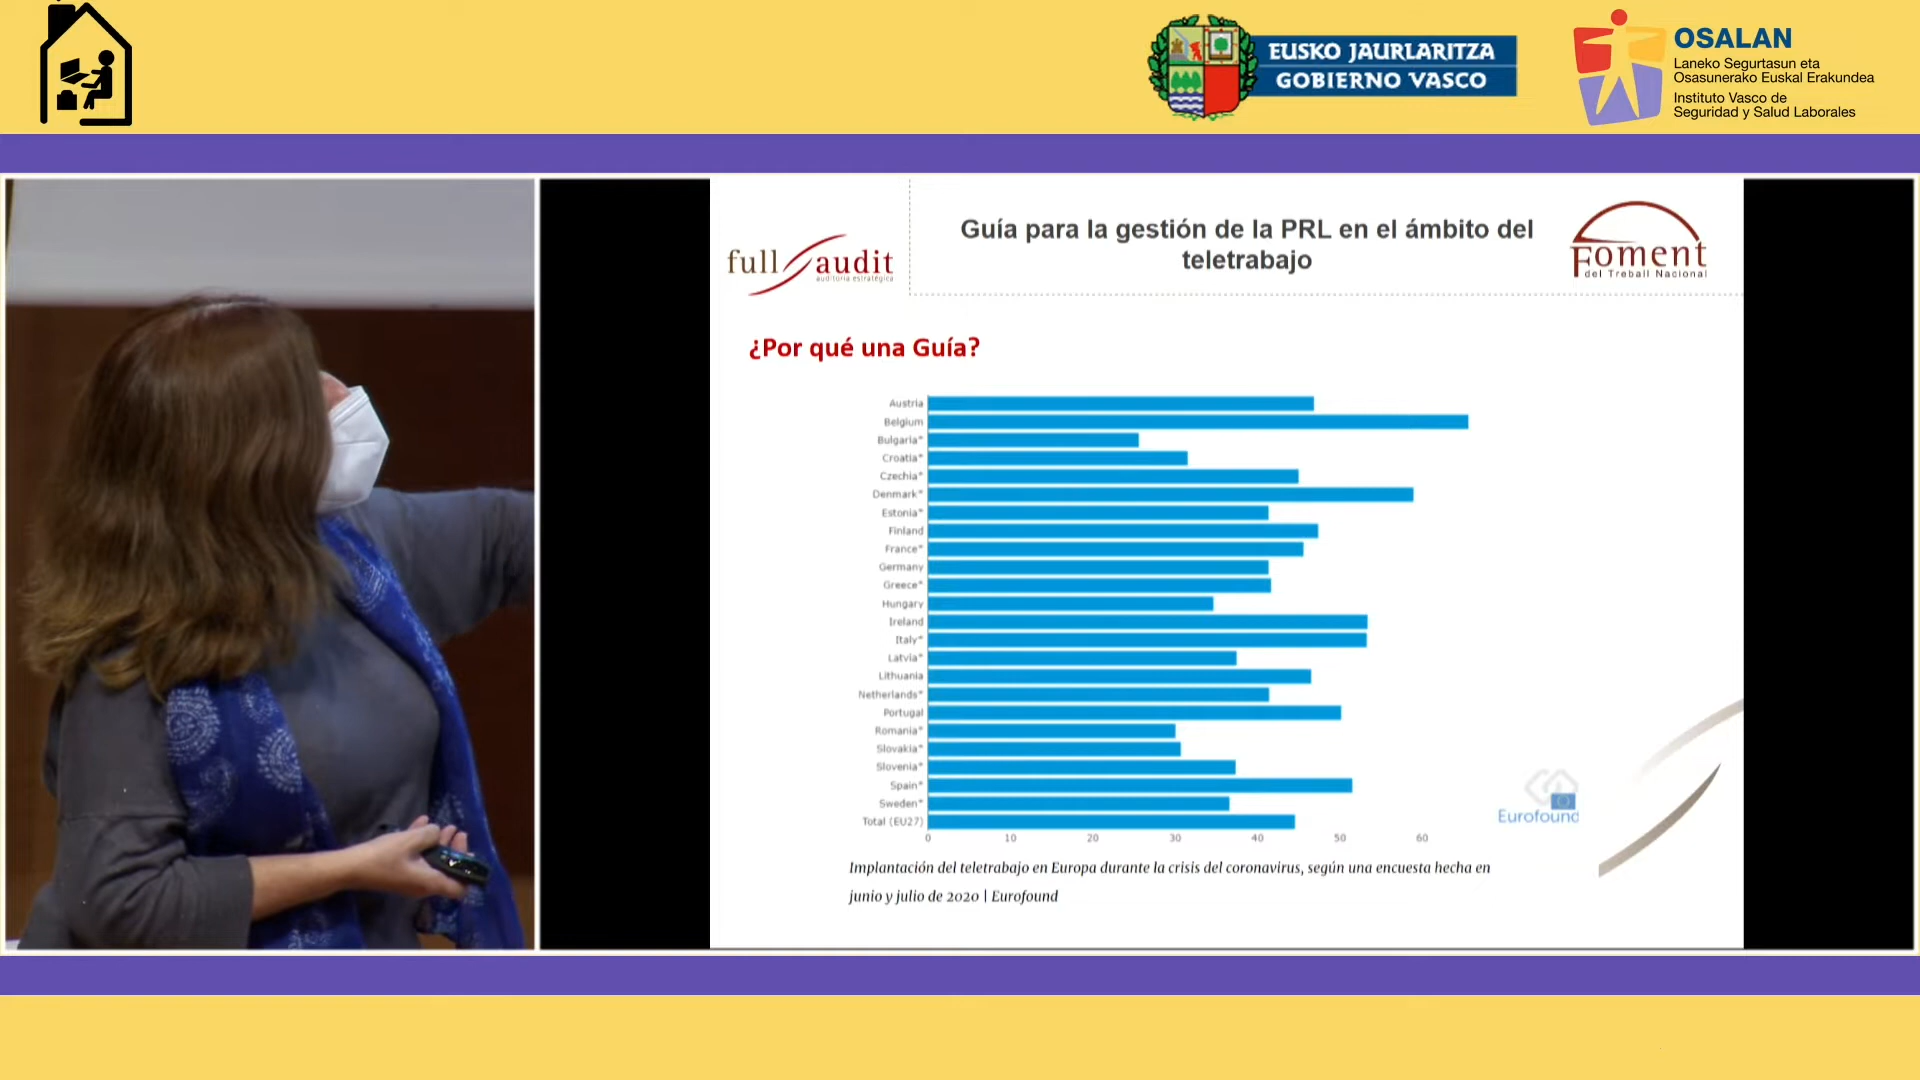 EUSKO JAURLARITZA
GOBIERNO VASCO
OSALAN
Laneko Segurtasun eta
Osasunerako Euskal Erakundea
Instituto Vasco de
Seguridad y Salud Laborales
full audit
auditoria estratègica
Guía para la gestión de la PRL en el ámbito del
teletrabajo
Foment
del Treball Nacional
¿Por qué una Guía?
Austria
Belgium
Bulgaria*
Croatia*
Czechia*
Denmark*
Estonia*
Finland
France*
Germany
Greece*
Hungary
Ireland
Italy*
Latvia*
Lithuania
Netherlands*
Portugal
Romania*
Slovakia*
Slovenia*
Spain*
Sweden*
Total (EU27)
0 10 20 30 40 50 60
Eurofound
Implantación del teletrabajo en Europa durante la crisis del coronavirus, según una encuesta hecha en
junio y julio de 2020 | Eurofound